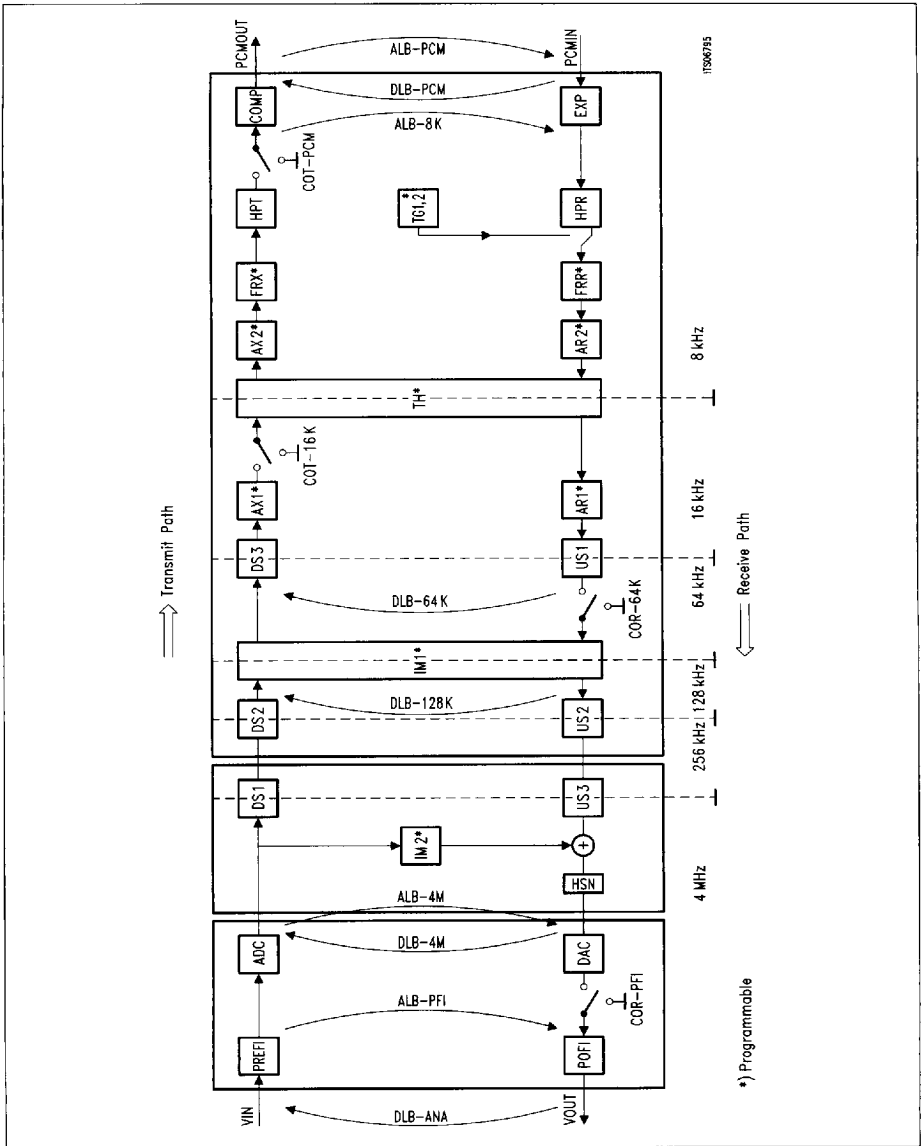 Transmit Path
VIN
PREFI
ADC
DS1
DS2
DS3
AX1*
COT-16K
AX2*
FRX*
HPT
COT-PCM
COMP
PCMOUT
DLB-ANA
ALB-PFI
DLB-4M
ALB-4M
IM2*
DLB-128K
IM1*
DLB-64K
TH*
*
TG1,2
ALB-8K
DLB-PCM
ALB-PCM
VOUT
POFI
COR-PFI
DAC
HSN
+
US3
US2
COR-64K
US1
AR1*
AR2*
FRR*
HPR
EXP
PCMIN
4 MHz
256 kHz
128 kHz
64 kHz
16 kHz
8 kHz
Receive Path
*) Programmable
ITS06795